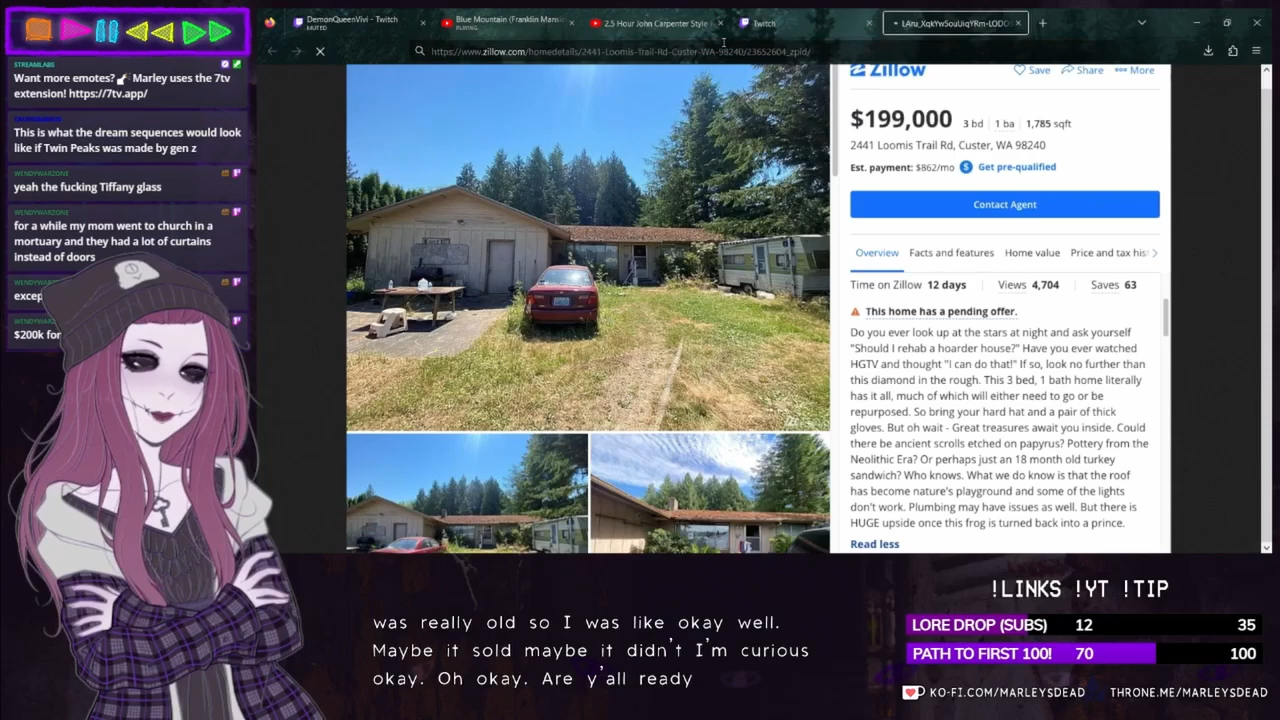 DemonQueenVivi - Twitch
MUTED
Blue Mountain (Franklin Mansi
PLAYING
2.5 Hour John Carpenter Style
Twitch
https://www.zillow.com/homedetails/2441-Loomis-Trail-Rd-Custer-WA-98240/23652604_zpid/
STREAMLABS
Want more emotes? Marley uses the 7tv
extension! https://7tv.app/
This is what the dream sequences would look
like if Twin Peaks was made by gen z
WENDYWARZONE
yeah the fucking Tiffany glass
WENDYWARZONE
for a while my mom went to church in a
mortuary and they had a lot of curtains
instead of doors
excep
$200k for
Zillow
Save
Share
More
$199,000 3 bd 1 ba 1,785 sqft
2441 Loomis Trail Rd, Custer, WA 98240
Est. payment: $862/mo $ Get pre-qualified
Contact Agent
Overview Facts and features Home value Price and tax his
Time on Zillow 12 days Views 4,704 Saves 63
This home has a pending offer.
Do you ever look up at the stars at night and ask yourself
"Should I rehab a hoarder house?" Have you ever watched
HGTV and thought "I can do that!" If so, look no further than
this diamond in the rough. This 3 bed, 1 bath home literally
has it all, much of which will either need to go or be
repurposed. So bring your hard hat and a pair of thick
gloves. But oh wait - Great treasures await you inside. Could
there be ancient scrolls etched on papyrus? Pottery from the
Neolithic Era? Or perhaps just an 18 month old turkey
sandwich? Who knows. What we do know is that the roof
has become nature's playground and some of the lights
don't work. Plumbing may have issues as well. But there is
HUGE upside once this frog is turned back into a prince.
Read less
was really old so I was like okay well.
Maybe it sold maybe it didn't I'm curious
okay. Oh okay. Are y'all ready
!LINKS !YT !TIP
LORE DROP (SUBS) 12 35
PATH TO FIRST 100! 70 100
KO-FI.COM/MARLEYSDEAD THRONE.ME/MARLEYSDEAD